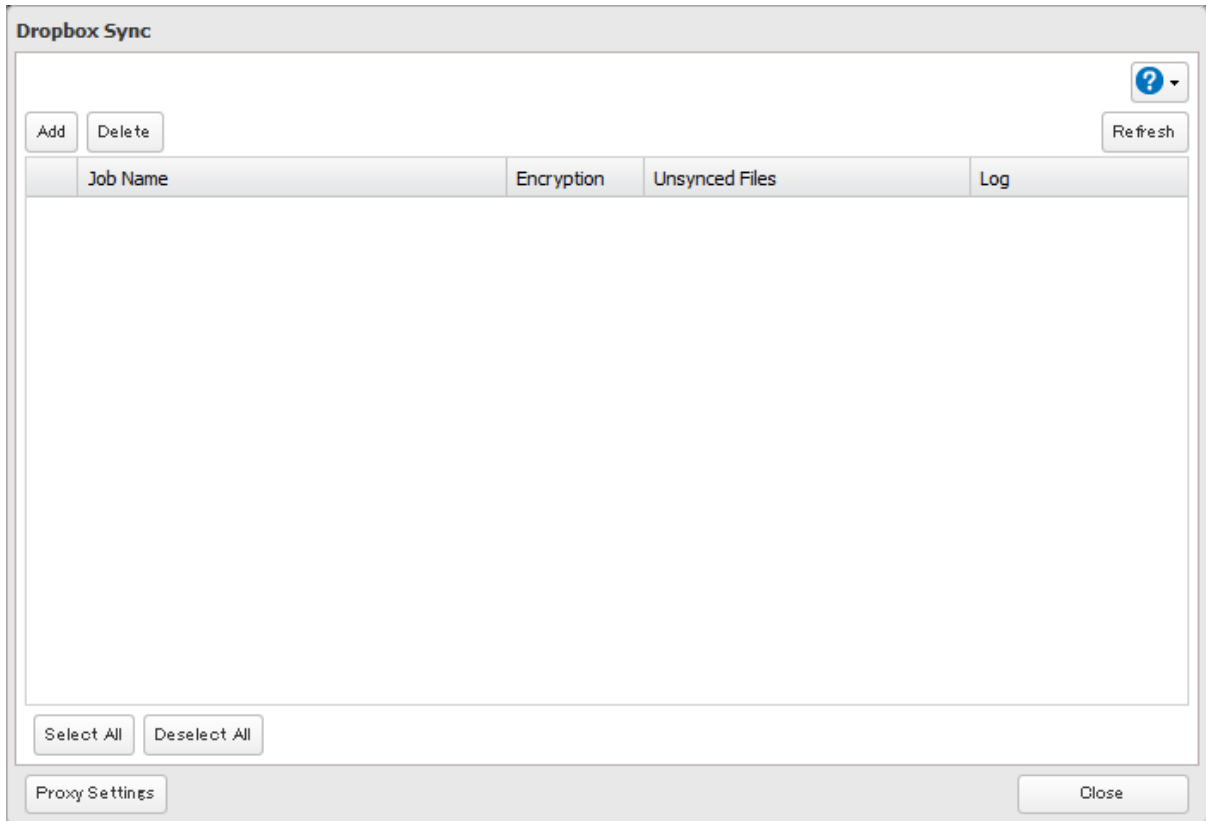 Dropbox Sync
?
Add Delete Refresh
Job Name Encryption Unsynced Files Log
Select All Deselect All
Proxy Settings Close